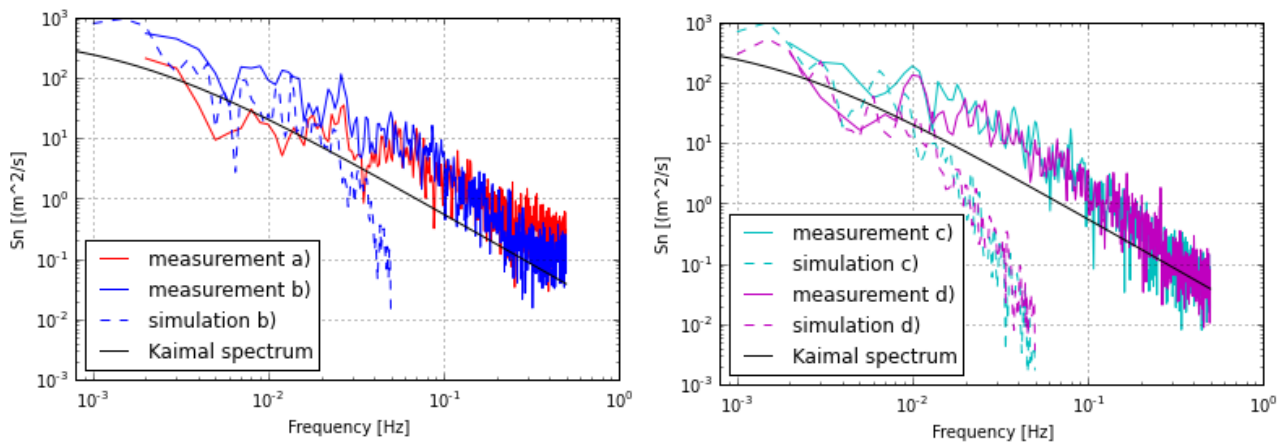 10^3
10^2
10^1
10^0
10^-1
10^-2
10^-3
Sn [(m^2/s]
measurement a)
measurement b)
simulation b)
Kaimal spectrum
10^-3
10^-2
10^-1
10^0
Frequency [Hz]
10^3
10^2
10^1
10^0
10^-1
10^-2
10^-3
Sn [(m^2/s]
measurement c)
simulation c)
measurement d)
simulation d)
Kaimal spectrum
10^-3
10^-2
10^-1
10^0
Frequency [Hz]